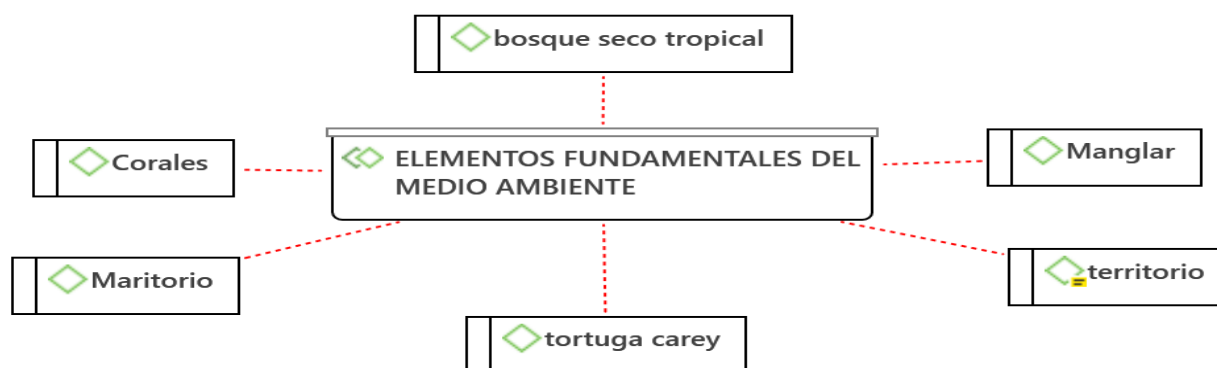 bosque seco tropical
Corales
ELEMENTOS FUNDAMENTALES DEL
MEDIO AMBIENTE
Manglar
Maritorio
territorio
tortuga carey